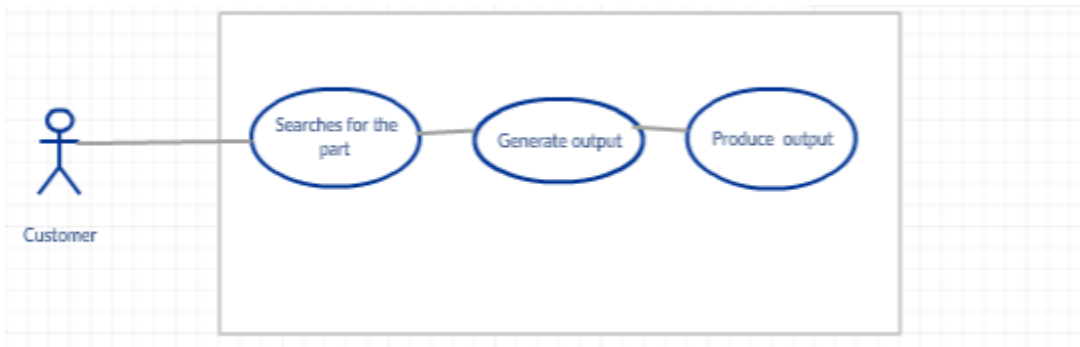 Searches for the
part
Generate output
Produce output
Customer